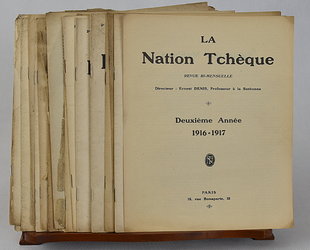 LA
Nation Tchèque
REVUE BI-MENSUELLE
Directeur : Ernest DENIS, Professeur à la Sorbonne
Deuxième Année
1916-1917
PARIS
18, rue Bonaparte, 18